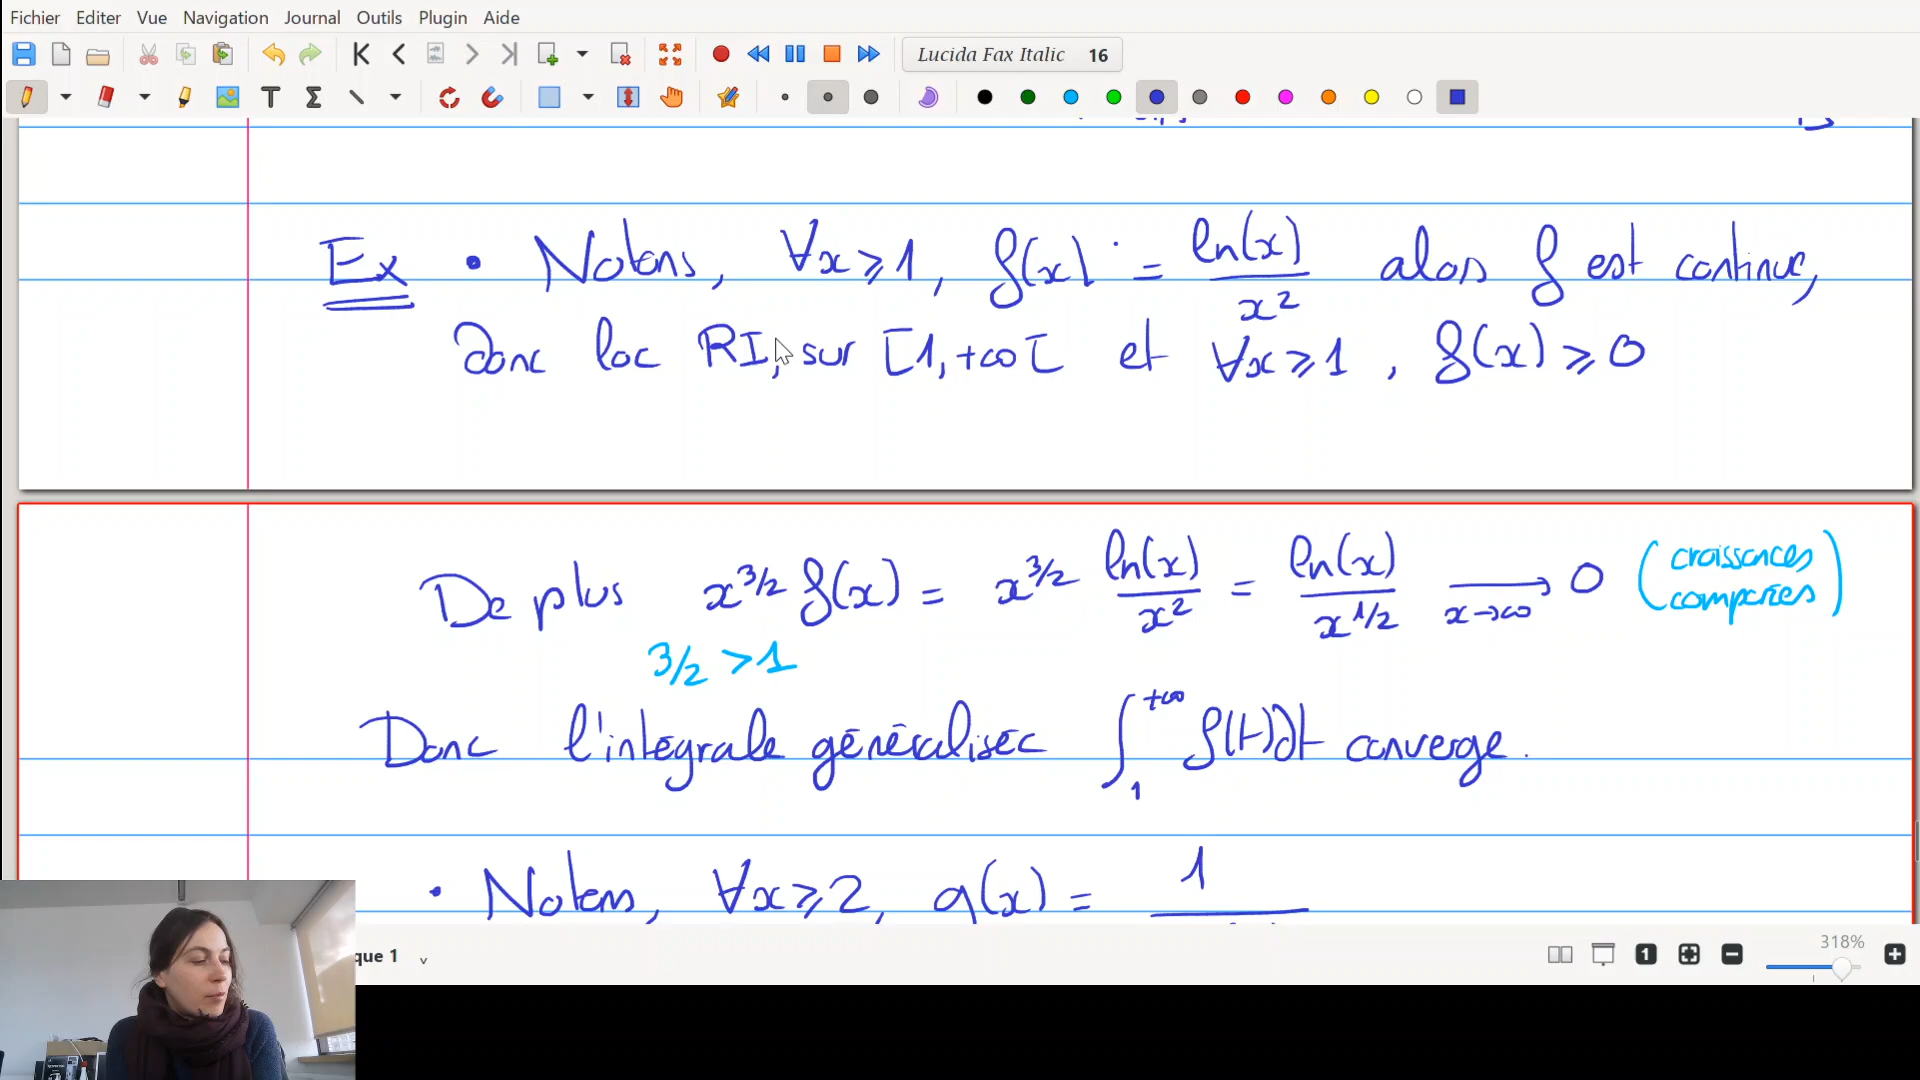 Fichier Editer Vue Navigation Journal Outils Plugin Aide
Lucida Fax Italic 16
Ex • Notons, ∀x ⩾ 1, f(x) = ln(x)/x² alors f est continue,
donc loc RI, sur [1, +∞[ et ∀x ⩾ 1, f(x) ⩾ 0
De plus x^3/2 f(x) = x^3/2 ln(x)/x² = ln(x)/x^1/2 ⟶ x→∞ 0 (croissances comparées)
3/2 > 1
Donc l'intégrale généralisée ∫₁^+∞ f(t)dt converge.
• Notons, ∀x ⩾ 2, g(x) = 1
que 1
318%